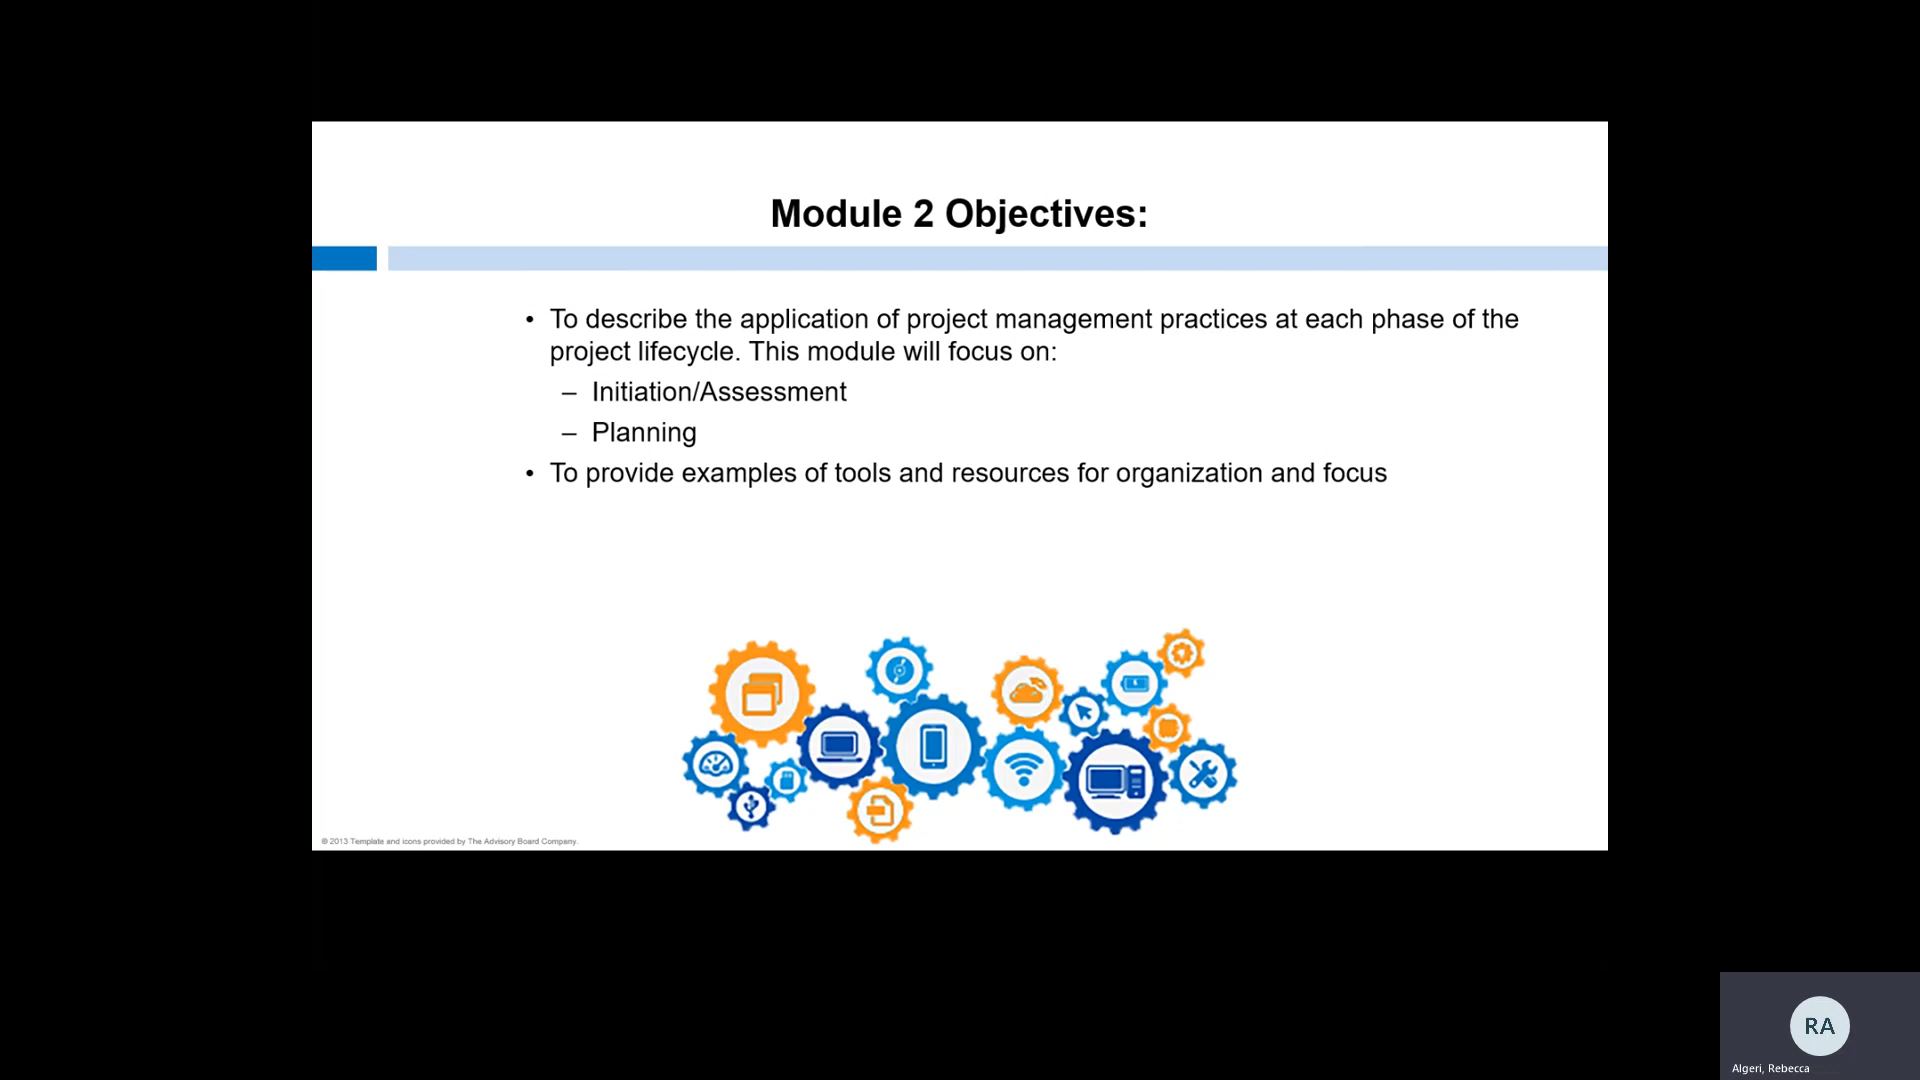 Module 2 Objectives:
• To describe the application of project management practices at each phase of the
project lifecycle. This module will focus on:
– Initiation/Assessment
– Planning
• To provide examples of tools and resources for organization and focus
© 2013 Template and icons provided by The Advisory Board Company.
RA
Algeri, Rebecca